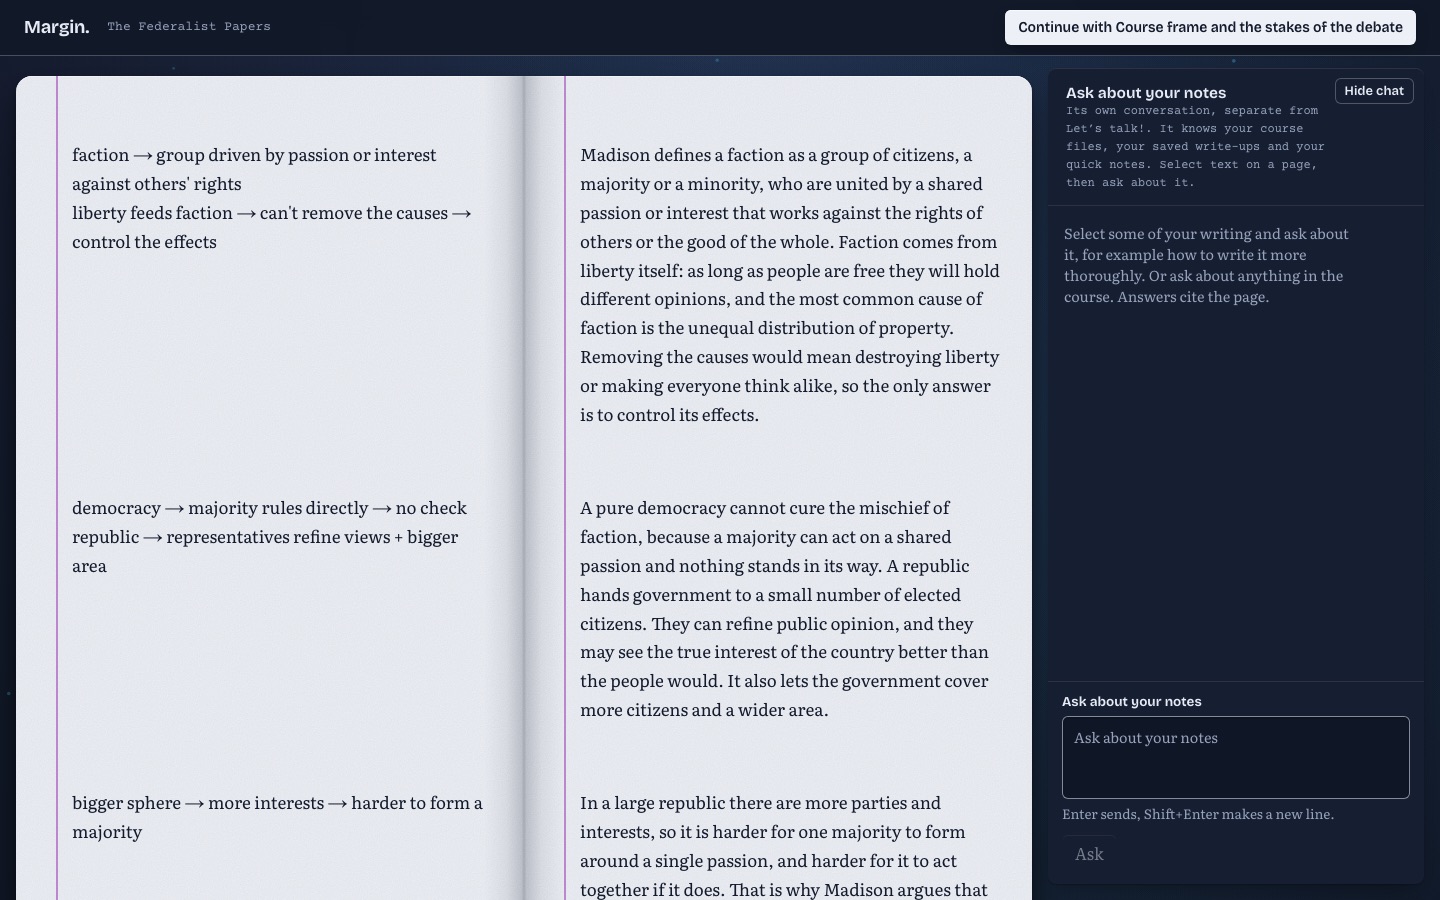 Margin.
The Federalist Papers
Continue with Course frame and the stakes of the debate
faction → group driven by passion or interest
against others' rights
liberty feeds faction → can't remove the causes →
control the effects
democracy → majority rules directly → no check
republic → representatives refine views + bigger
area
bigger sphere → more interests → harder to form a
majority
Madison defines a faction as a group of citizens, a
majority or a minority, who are united by a shared
passion or interest that works against the rights of
others or the good of the whole. Faction comes from
liberty itself: as long as people are free they will hold
different opinions, and the most common cause of
faction is the unequal distribution of property.
Removing the causes would mean destroying liberty
or making everyone think alike, so the only answer
is to control its effects.
A pure democracy cannot cure the mischief of
faction, because a majority can act on a shared
passion and nothing stands in its way. A republic
hands government to a small number of elected
citizens. They can refine public opinion, and they
may see the true interest of the country better than
the people would. It also lets the government cover
more citizens and a wider area.
In a large republic there are more parties and
interests, so it is harder for one majority to form
around a single passion, and harder for it to act
together if it does. That is why Madison argues that
Ask about your notes
Hide chat
Its own conversation, separate from
Let's talk!. It knows your course
files, your saved write-ups and your
quick notes. Select text on a page,
then ask about it.
Select some of your writing and ask about
it, for example how to write it more
thoroughly. Or ask about anything in the
course. Answers cite the page.
Ask about your notes
Ask about your notes
Enter sends, Shift+Enter makes a new line.
Ask